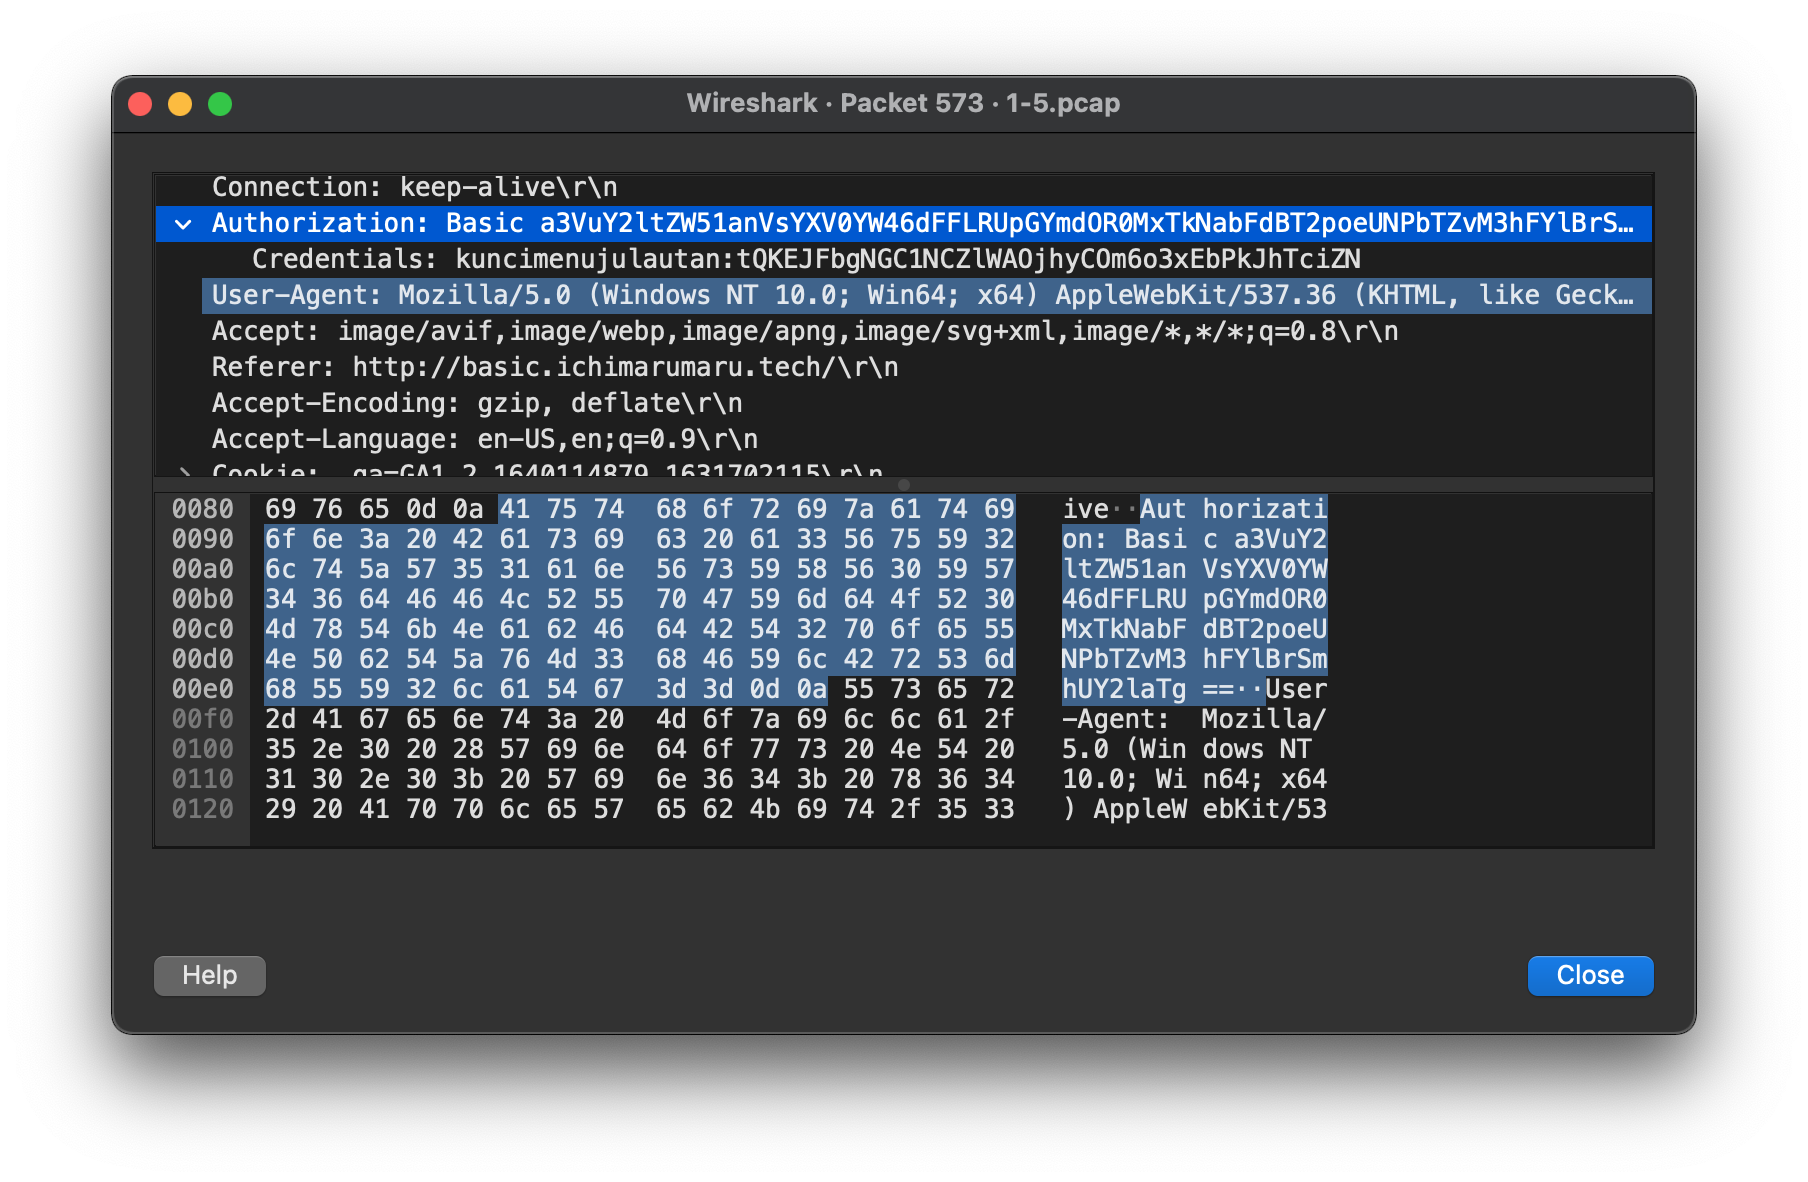 Wireshark · Packet 573 · 1-5.pcap
Connection: keep-alive\r\n
Authorization: Basic a3VuY2ltZW51anVsYXV0YW46dFFLRUpGYmdOR0MxTkNabFdBT2poeUNPbTZvM3hFYlBrS…
Credentials: kuncimenujulautan:tQKEJFbgNGC1NCZlWAOjhyCOm6o3xEbPkJhTciZN
User-Agent: Mozilla/5.0 (Windows NT 10.0; Win64; x64) AppleWebKit/537.36 (KHTML, like Geck…
Accept: image/avif,image/webp,image/apng,image/svg+xml,image/*,*/*;q=0.8\r\n
Referer: http://basic.ichimarumaru.tech/\r\n
Accept-Encoding: gzip, deflate\r\n
Accept-Language: en-US,en;q=0.9\r\n
Cookie: _ga=GA1.2.1640114879.1631702115\r\n
0080 69 76 65 0d 0a 41 75 74 68 6f 72 69 7a 61 74 69 ive··Aut horizati
0090 6f 6e 3a 20 42 61 73 69 63 20 61 33 56 75 59 32 on: Basi c a3VuY2
00a0 6c 74 5a 57 35 31 61 6e 56 73 59 58 56 30 59 57 ltZW51an VsYXV0YW
00b0 34 36 64 46 46 4c 52 55 70 47 59 6d 64 4f 52 30 46dFFLRU pGYmdOR0
00c0 4d 78 54 6b 4e 61 62 46 64 42 54 32 70 6f 65 55 MxTkNabF dBT2poeU
00d0 4e 50 62 54 5a 76 4d 33 68 46 59 6c 42 72 53 6d NPbTZvM3 hFYlBrSm
00e0 68 55 59 32 6c 61 54 67 3d 3d 0d 0a 55 73 65 72 hUY2laTg ==··User
00f0 2d 41 67 65 6e 74 3a 20 4d 6f 7a 69 6c 6c 61 2f -Agent: Mozilla/
0100 35 2e 30 20 28 57 69 6e 64 6f 77 73 20 4e 54 20 5.0 (Win dows NT
0110 31 30 2e 30 3b 20 57 69 6e 36 34 3b 20 78 36 34 10.0; Wi n64; x64
0120 29 20 41 70 70 6c 65 57 65 62 4b 69 74 2f 35 33 ) AppleW ebKit/53
Help
Close